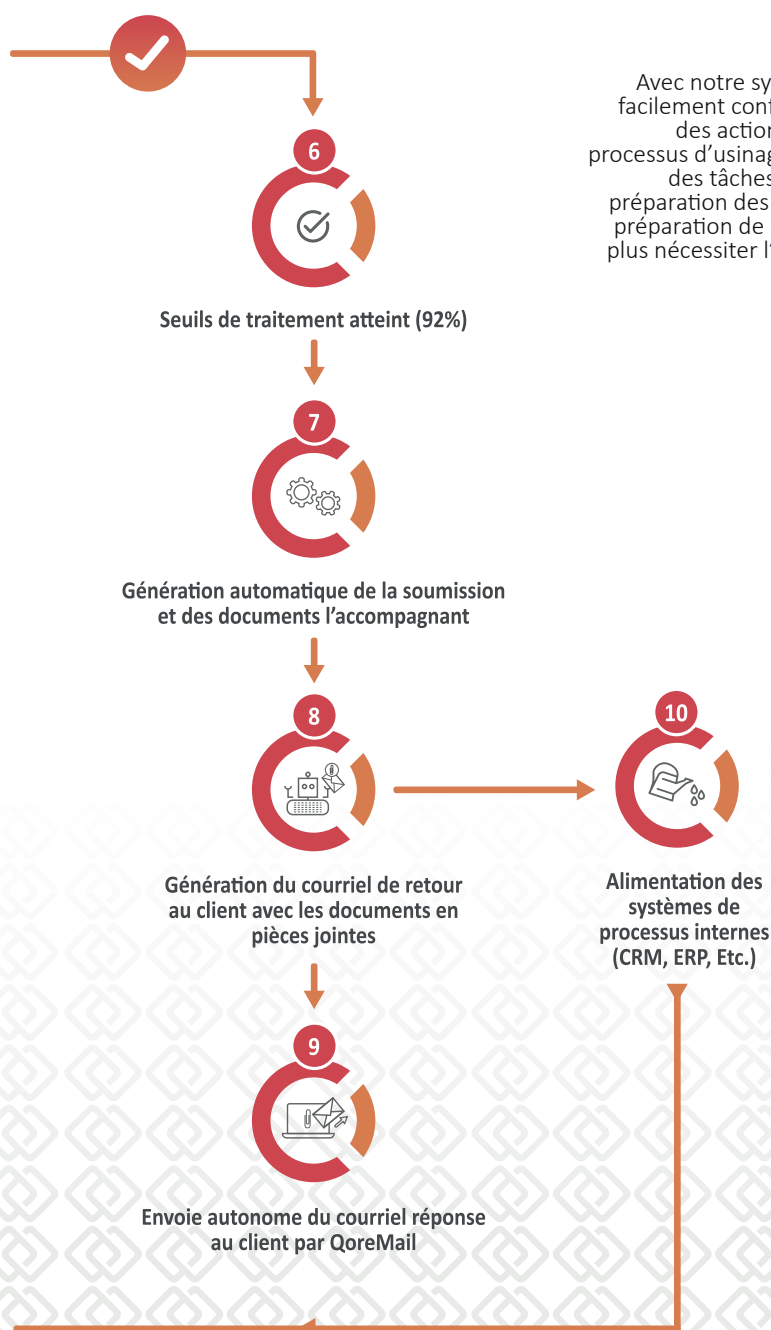 Avec notre
facilement
des
processus d’usinag
des tâches
préparation des
préparation de
plus nécessiter
6
Seuils de traitement atteint (92%)
7
Génération automatique de la soumission
et des documents l’accompagnant
8
Génération du courriel de retour
au client avec les documents en
pièces jointes
10
Alimentation des
systèmes de
processus internes
(CRM, ERP, Etc.)
9
Envoie autonome du courriel réponse
au client par QoreMail